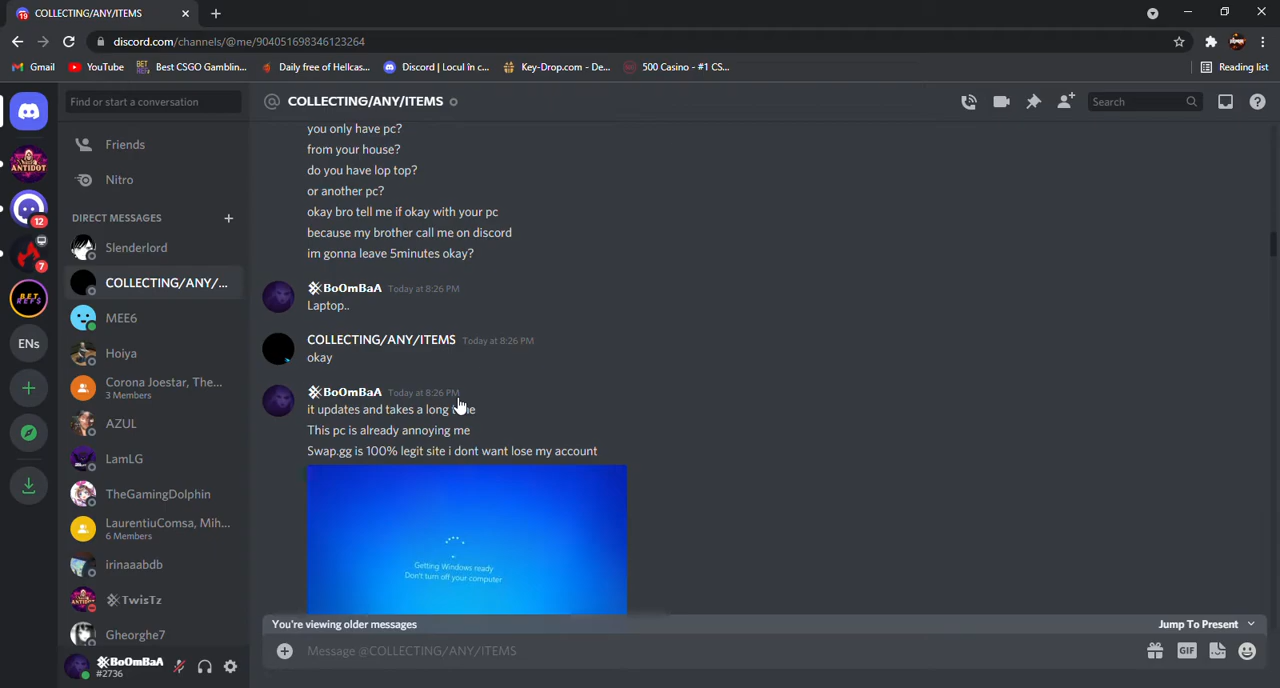 COLLECTING/ANY/ITEMS
discord.com/channels/@me/904051698346123264
Gmail
YouTube
Best CSGO Gamblin...
Daily free of Hellcas...
Discord | Locul în c...
Key-Drop.com - De...
500 Casino - #1 CS...
Reading list
Find or start a conversation
COLLECTING/ANY/ITEMS
Search
Friends
Nitro
DIRECT MESSAGES
Slenderlord
COLLECTING/ANY/...
MEE6
Hoiya
Corona Joestar, The...
3 Members
AZUL
LamLG
TheGamingDolphin
LaurentiuComsa, Mih...
6 Members
irinaaabdb
※TwisTz
Gheorghe7
※BoOmBaA
#2736
19
ANTIDOT
12
7
BET
REFS
ENs
you only have pc?
from your house?
do you have lop top?
or another pc?
okay bro tell me if okay with your pc
because my brother call me on discord
im gonna leave 5minutes okay?
※BoOmBaA Today at 8:26 PM
Laptop..
COLLECTING/ANY/ITEMS Today at 8:26 PM
okay
※BoOmBaA Today at 8:26 PM
it updates and takes a long time
This pc is already annoying me
Swap.gg is 100% legit site i dont want lose my account
Getting Windows ready
Don't turn off your computer
You're viewing older messages
Jump To Present
Message @COLLECTING/ANY/ITEMS
GIF